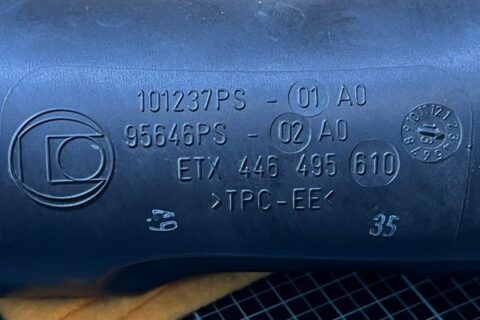 101237PS - 01 A0
95646PS - 02 A0
ETX 446 495 610
>TPC-EE<
35